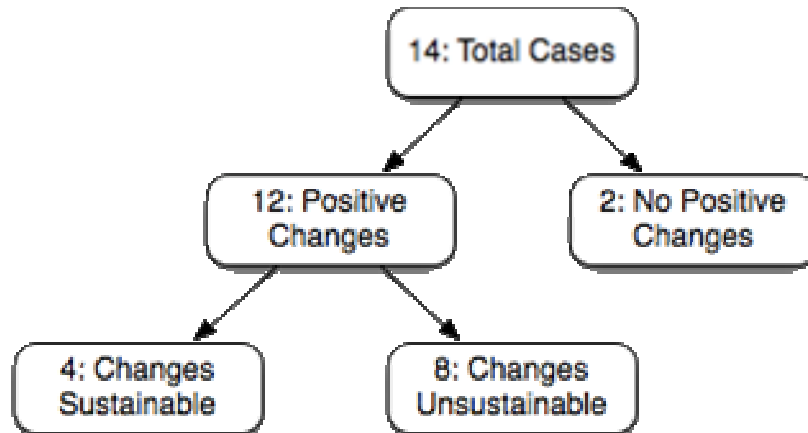 14: Total Cases
12: Positive
Changes
2: No Positive
Changes
4: Changes
Sustainable
8: Changes
Unsustainable